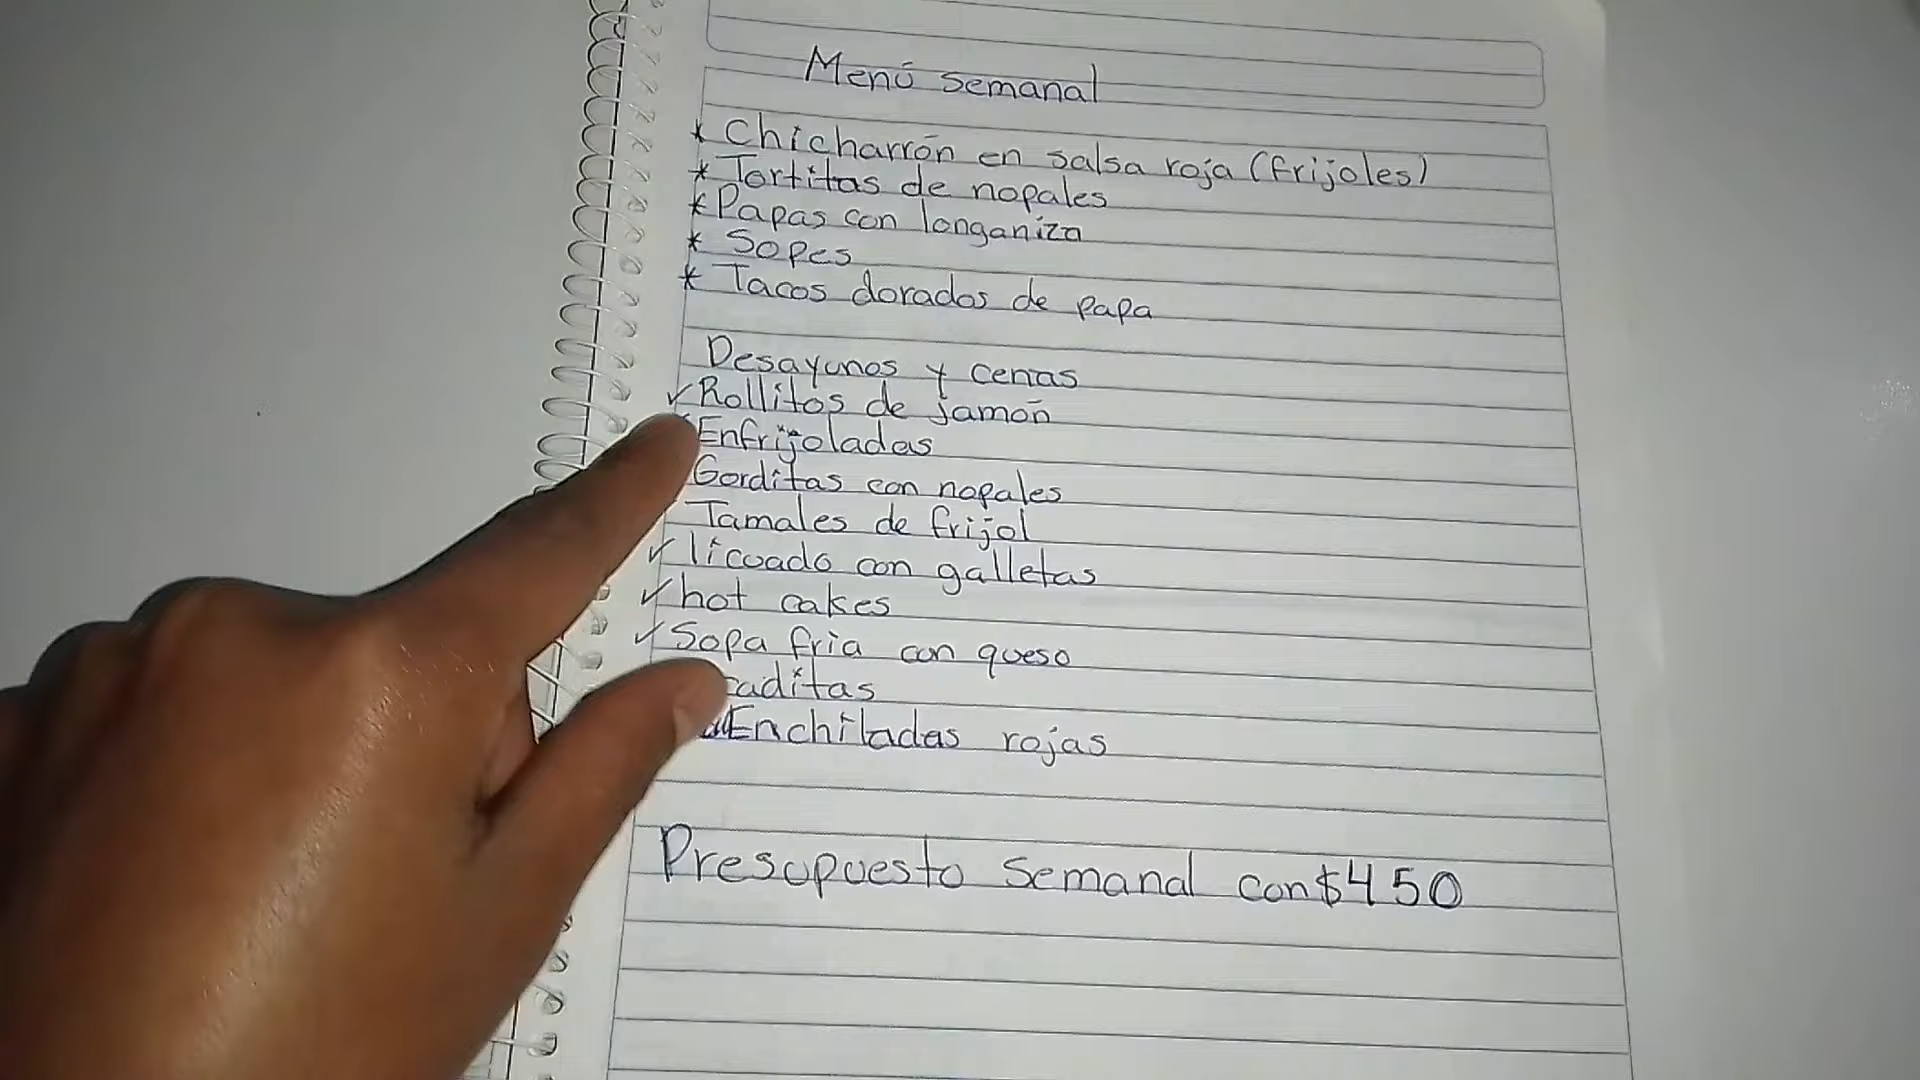 Menú semanal
* Chicharrón en salsa roja (frijoles)
* Tortitas de nopales
* Papas con longaniza
* Sopes
* Tacos dorados de papa
Desayunos y cenas
✓ Rollitos de jamón
Enfrijoladas
Gorditas con nopales
Tamales de frijol
✓ licuado con galletas
✓ hot cakes
✓ Sopa fria con queso
Enchiladas rojas
Presupuesto semanal con $450